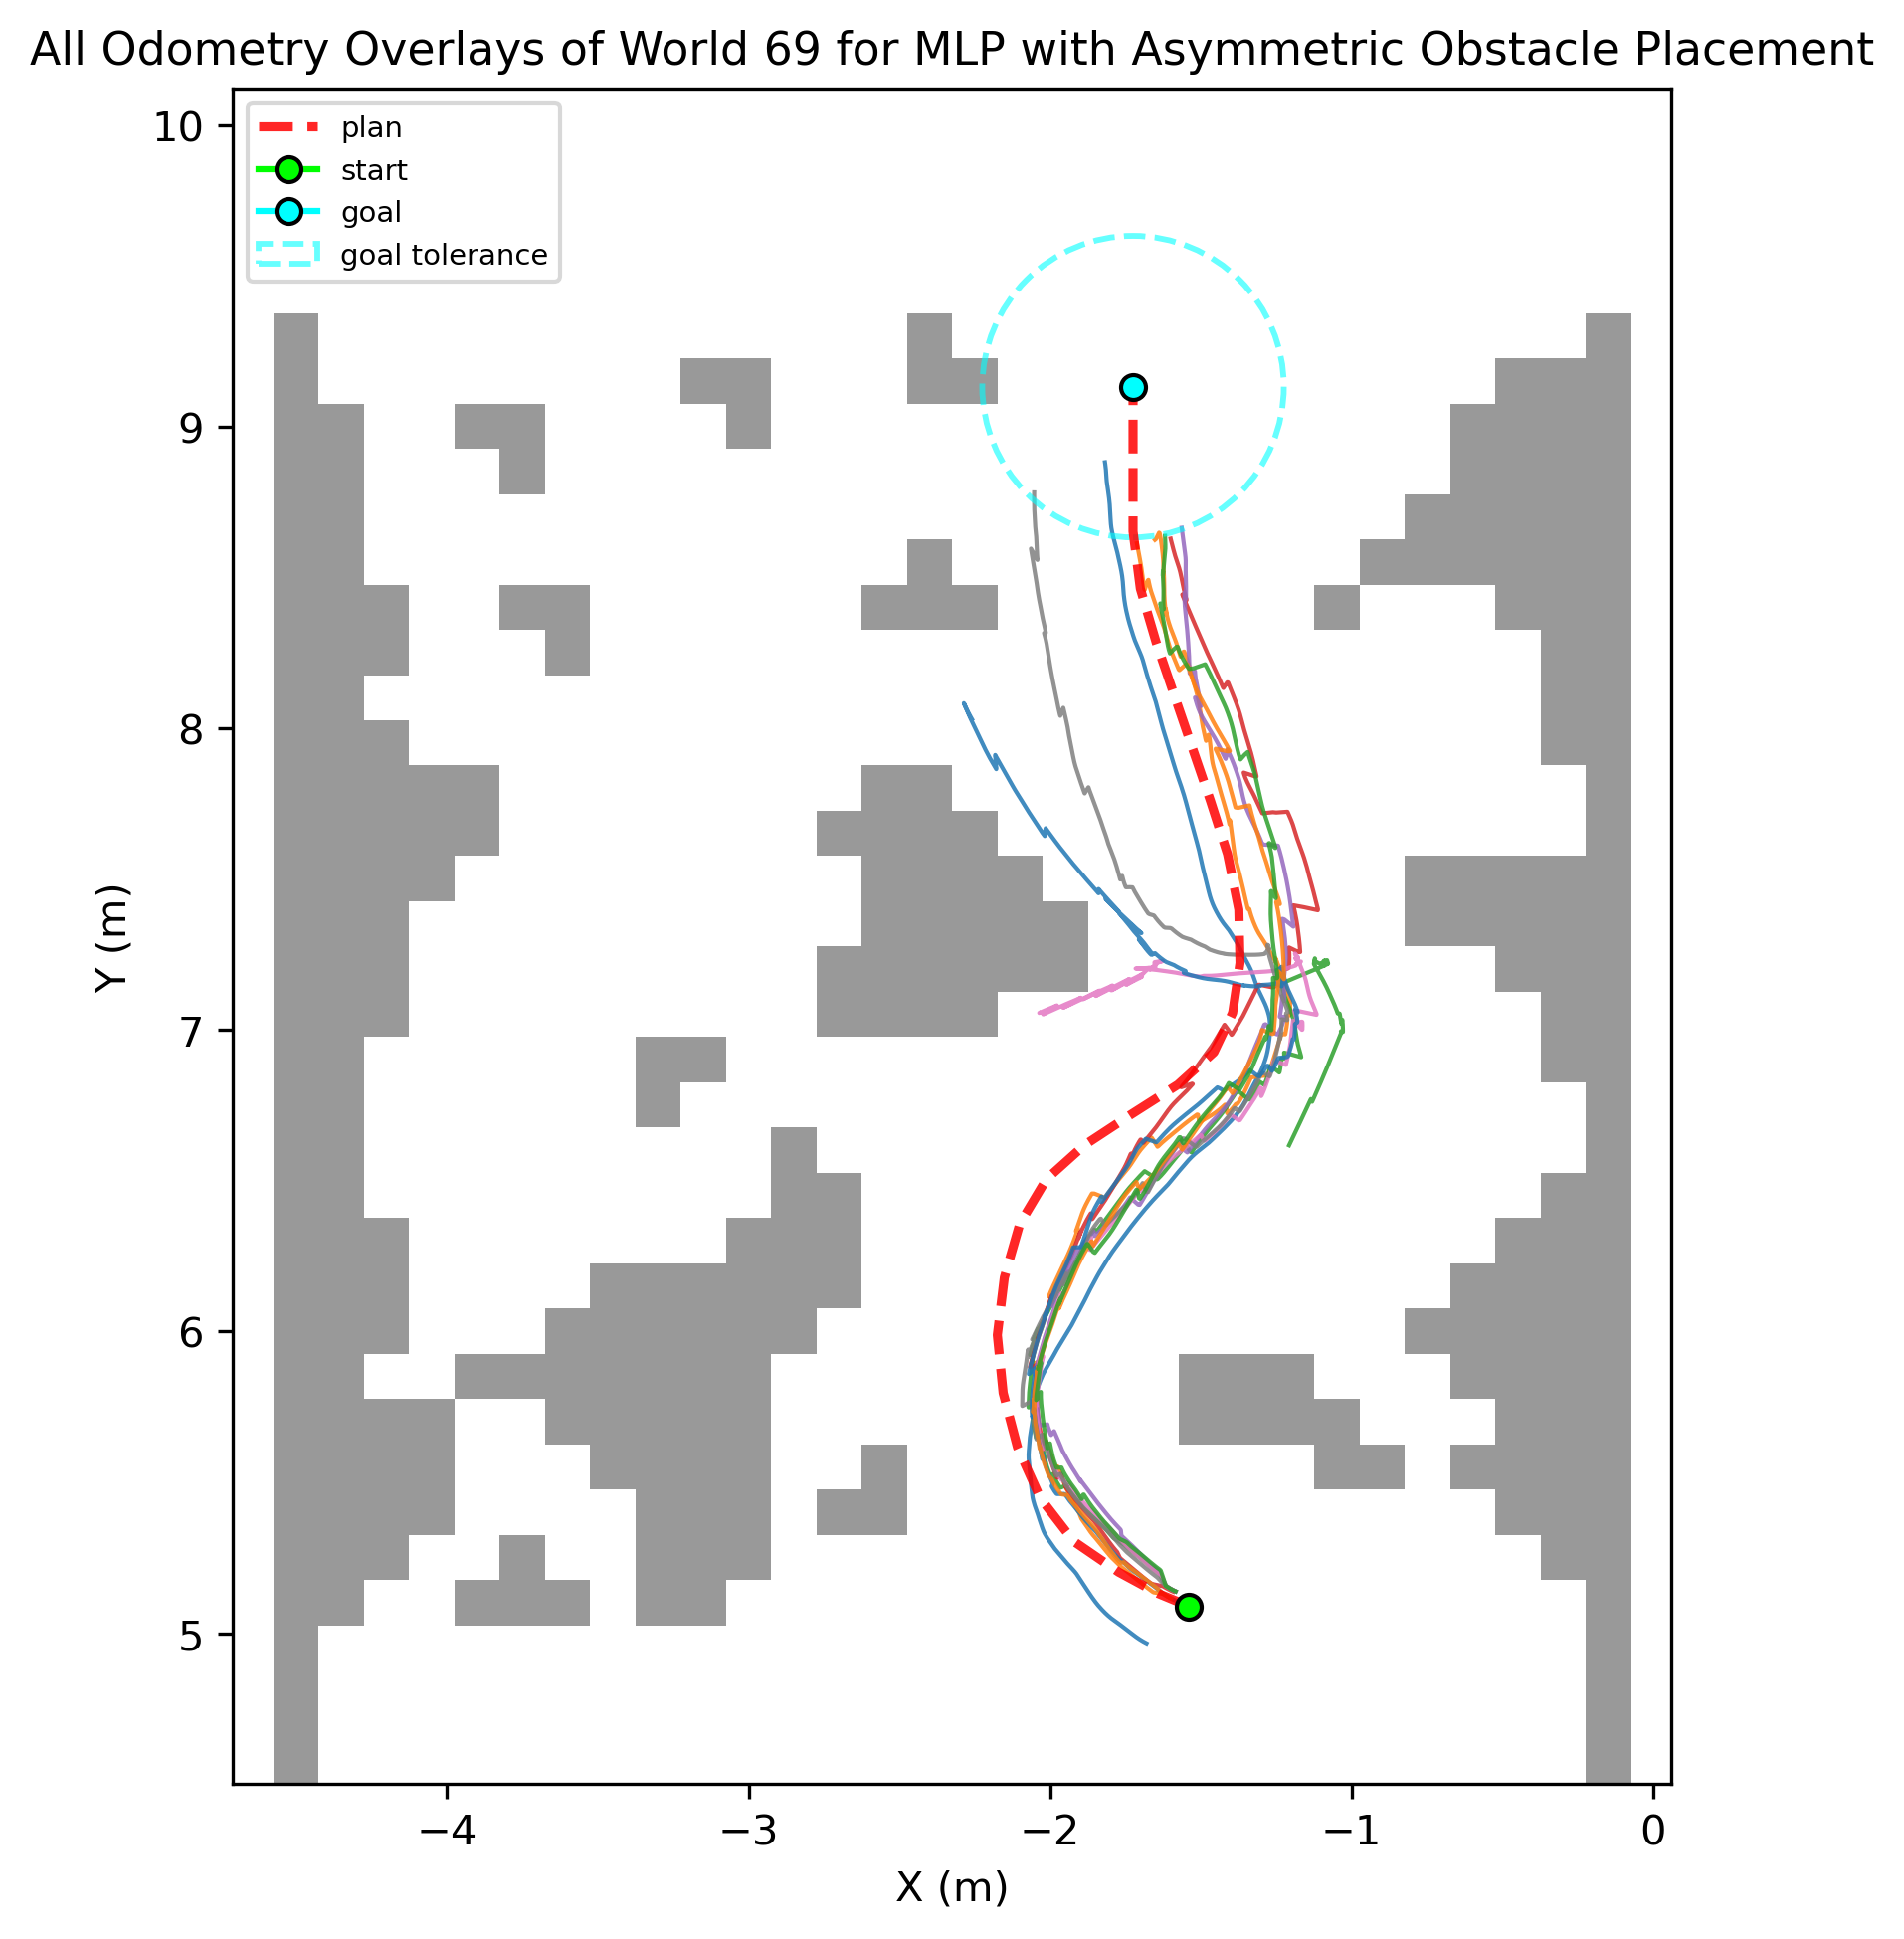 All Odometry Overlays of World 69 for MLP with Asymmetric Obstacle Placement
plan
start
goal
goal tolerance
10
9
8
7
6
5
Y (m)
−4
−3
−2
−1
0
X (m)